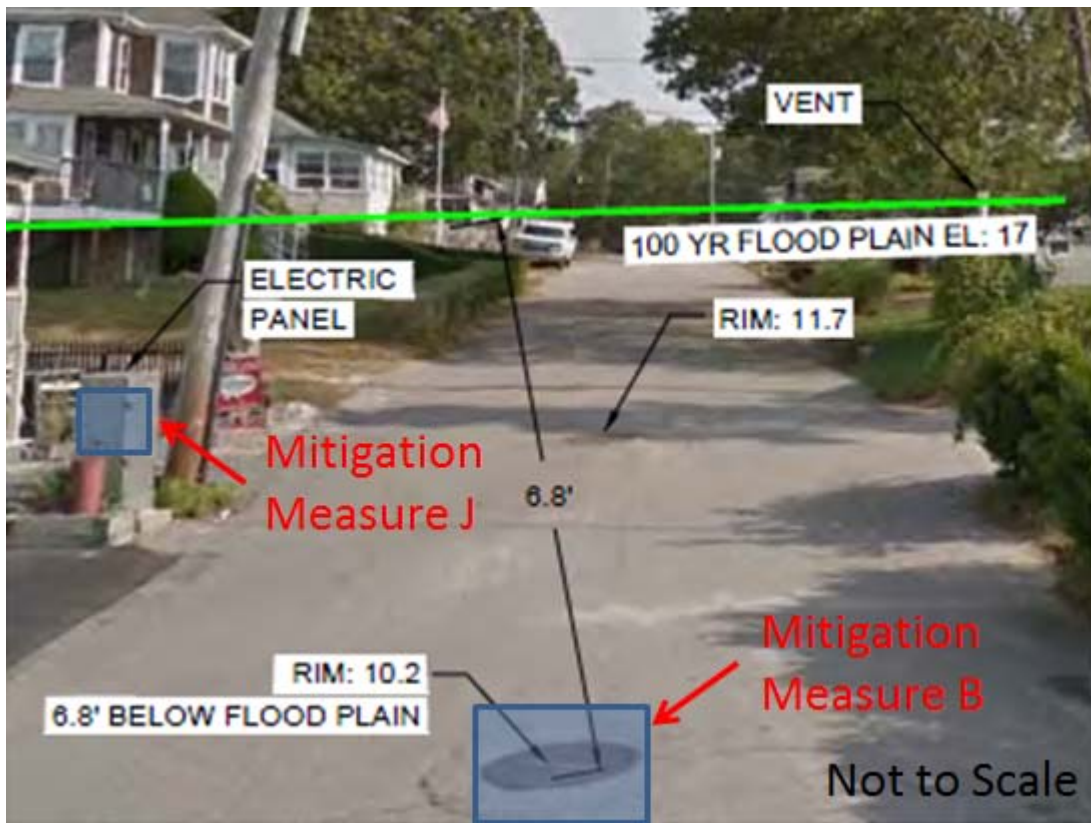 VENT
100 YR FLOOD PLAIN EL: 17
ELECTRIC
PANEL
RIM: 11.7
Mitigation
Measure J
6.8'
Mitigation
Measure B
RIM: 10.2
6.8' BELOW FLOOD PLAIN
Not to Scale